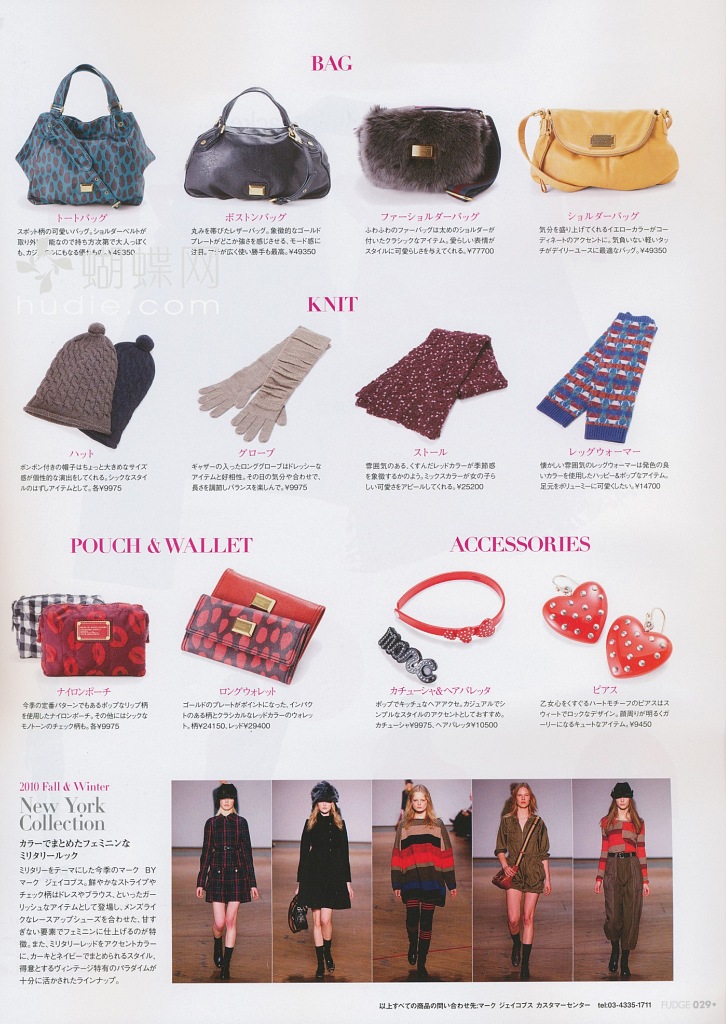 BAG
トートバッグ
スポット柄の可愛いバッグ。ショルダーベルトが
取り外 能なので持ち方次第で大人っぽく
も、カジ ルにもなる ¥49350
ボストンバッグ
丸みを帯びたレザーバッグ。象徴的なゴールド
プレートがどこか強さを感じさせる、モード感に
注目。 が広く使い勝手も最高。¥49350
ファーショルダーバッグ
ふわふわのファーバッグは太めのショルダーが
付いたクラシックなアイテム。愛らしい表情が
スタイルに可愛らしさを与えてくれる。¥77700
ショルダーバッグ
気分を盛り上げてくれるイエローカラーがコー
ディネートのアクセントに。気負いない軽いタッ
チがデイリーユースに最適なバッグ。¥49350
蝴蝶网
hudie.com
KNIT
ハット
ポンポン付きの帽子はちょっと大きなサイズ
感が個性的な演出をしてくれる。シックなスタイ
ルのはずしアイテムとして。各¥9975
グローブ
ギャザーの入ったロンググローブはドレッシーな
アイテムと好相性。その日の気分や合わせで、
長さを調節しバランスを楽しんで。¥9975
ストール
雰囲気のある、くすんだレッドカラーが季節感
を象徴するかのよう。ミックスカラーが女の子ら
しい可愛さをアピールしてくれる。¥25200
レッグウォーマー
懐かしい雰囲気のレッグウォーマーは発色の良
いカラーを使用したハッピー&ポップなアイテム。
足元をボリューミーに可愛くしたい。¥14700
POUCH & WALLET
ナイロンポーチ
今季の定番パターンでもあるポップなリップ柄
を使用したナイロンポーチ。その他にはシックな
モノトーンのチェック柄も。各¥9975
ロングウォレット
ゴールドのプレートがポイントになった、インパク
トのある柄とクラシカルなレッドカラーのウォレッ
ト。柄¥24150、レッド¥29400
ACCESSORIES
カチューシャ&ヘアバレッタ
ポップでキッチュなヘアアクセ。カジュアルでシ
ンプルなスタイルのアクセントとしておすすめ。
カチューシャ¥9975、ヘアバレッタ¥10500
ピアス
乙女心をくすぐるハートモチーフのピアスはス
ウィートでロックなデザイン。顔周りが明るくガ
ーリーになるキュートなアイテム。¥9450
2010 Fall & Winter
New York
Collection
カラーでまとめたフェミニンな
ミリタリールック
ミリタリーをテーマにした今季のマーク BY
マーク ジェイコブス。鮮やかなストライプや
チェック柄はドレスやブラウス、といったガー
リッシュなアイテムとして登場し、メンズライ
クなレースアップシューズを合わせた、甘す
ぎない要素でフェミニンに仕上げるのが特
徴。また、ミリタリーレッドをアクセントカラー
に、カーキとネイビーでまとめられるスタイル、
得意とするヴィンテージ特有のパラダイムが
十分に活かされたラインナップ。
以上すべての商品の問い合わせ先:マーク ジェイコブス カスタマーセンター tel:03-4335-1711
FUDGE 029